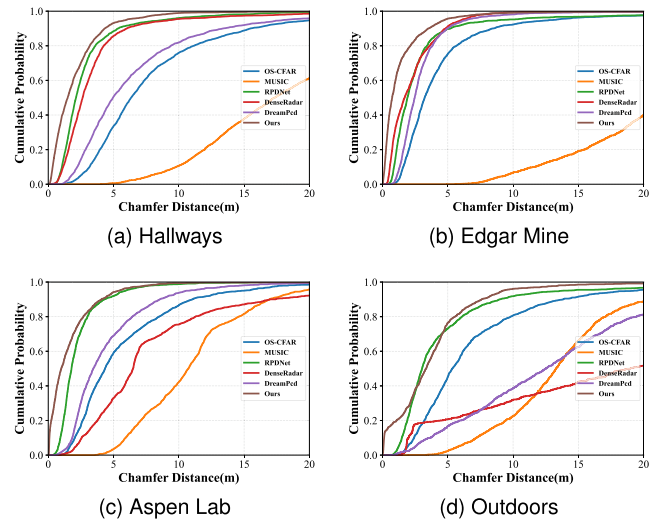 1.0
0.8
0.6
0.4
0.2
0.0
Cumulative Probability
0 5 10 15 20
Chamfer Distance(m)
OS-CFAR
MUSIC
RPDNet
DenseRadar
DreamPed
Ours
(a) Hallways
1.0
0.8
0.6
0.4
0.2
0.0
Cumulative Probability
0 5 10 15 20
Chamfer Distance(m)
OS-CFAR
MUSIC
RPDNet
DenseRadar
DreamPed
Ours
(b) Edgar Mine
1.0
0.8
0.6
0.4
0.2
0.0
Cumulative Probability
0 5 10 15 20
Chamfer Distance(m)
OS-CFAR
MUSIC
RPDNet
DenseRadar
DreamPed
Ours
(c) Aspen Lab
1.0
0.8
0.6
0.4
0.2
0.0
Cumulative Probability
0 5 10 15 20
Chamfer Distance(m)
OS-CFAR
MUSIC
RPDNet
DenseRadar
DreamPed
Ours
(d) Outdoors